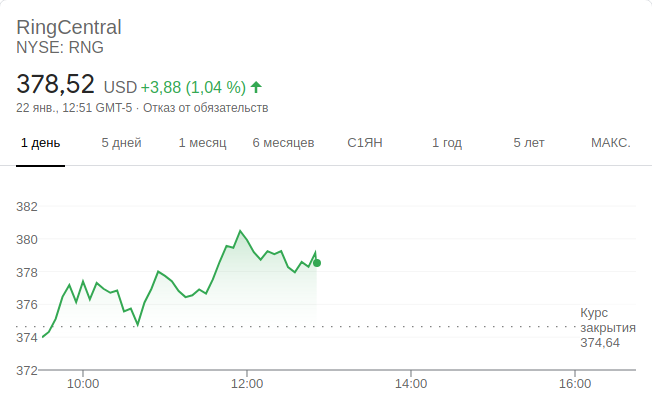 RingCentral
NYSE: RNG
378,52 USD +3,88 (1,04 %)
22 янв., 12:51 GMT-5 · Отказ от обязательств
1 день 5 дней 1 месяц 6 месяцев С1ЯН 1 год 5 лет МАКС.
382
380
378
376
374
372
Курс
закрытия
374,64
10:00 12:00 14:00 16:00